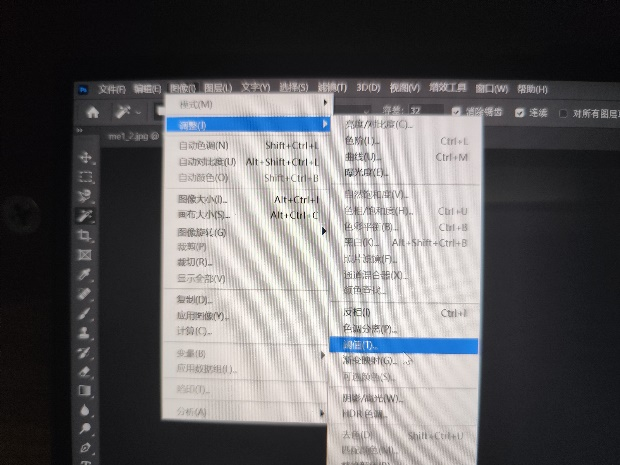 Ps 文件(F) 编辑(E) 图像(I) 图层(L) 文字(Y) 选择(S) 滤镜(T) 3D(D) 视图(V) 增效工具 窗口(W) 帮助(H)
容差: 32 消除锯齿 连续 对所有图层取
me1_2.jpg @
模式(M)
调整(J)
自动色调(N) Shift+Ctrl+L
自动对比度(U) Alt+Shift+Ctrl+L
自动颜色(O) Shift+Ctrl+B
图像大小(I)... Alt+Ctrl+I
画布大小(S)... Alt+Ctrl+C
图像旋转(G)
裁剪(P)
裁切(R)...
显示全部(V)
复制(D)...
应用图像(Y)...
计算(C)...
变量(B)
应用数据组(L)...
陷印(T)...
分析(A)
亮度/对比度(C)...
色阶(L)... Ctrl+L
曲线(U)... Ctrl+M
曝光度(E)...
自然饱和度(V)...
色相/饱和度(H)... Ctrl+U
色彩平衡(B)... Ctrl+B
黑白(K)... Alt+Shift+Ctrl+B
照片滤镜(F)...
通道混合器(X)...
颜色查找...
反相(I) Ctrl+I
色调分离(P)...
阈值(T)...
渐变映射(G)...
可选颜色(S)...
阴影/高光(W)...
HDR 色调...
去色(D) Shift+Ctrl+U
匹配颜色(M)...